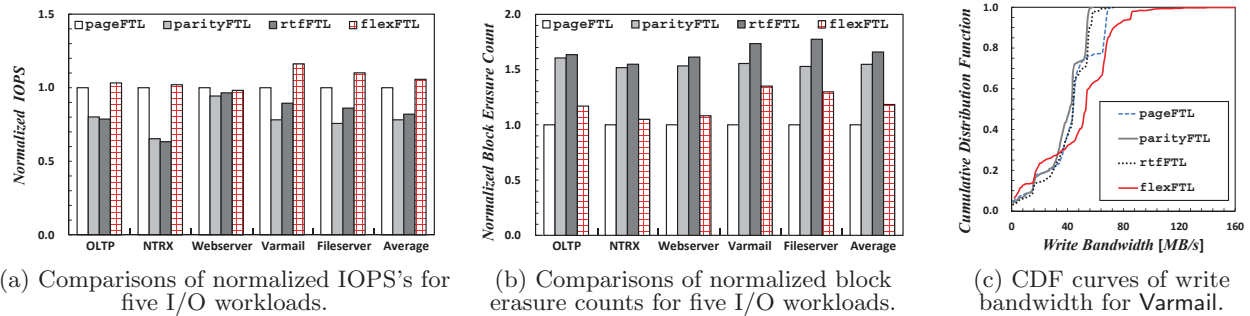 pageFTL parityFTL rtfFTL flexFTL
Normalized IOPS
1.5
1.0
0.5
0.0
OLTP NTRX Webserver Varmail Fileserver Average
(a) Comparisons of normalized IOPS's for
five I/O workloads.
pageFTL parityFTL rtfFTL flexFTL
Normalized Block Erasure Count
2.0
1.5
1.0
0.5
0.0
OLTP NTRX Webserver Varmail Fileserver Average
(b) Comparisons of normalized block
erasure counts for five I/O workloads.
Cumulative Distribution Function
1.0
0.8
0.6
0.4
0.2
0.0
pageFTL
parityFTL
rtfFTL
flexFTL
0 40 80 120 160
Write Bandwidth [MB/s]
(c) CDF curves of write
bandwidth for Varmail.